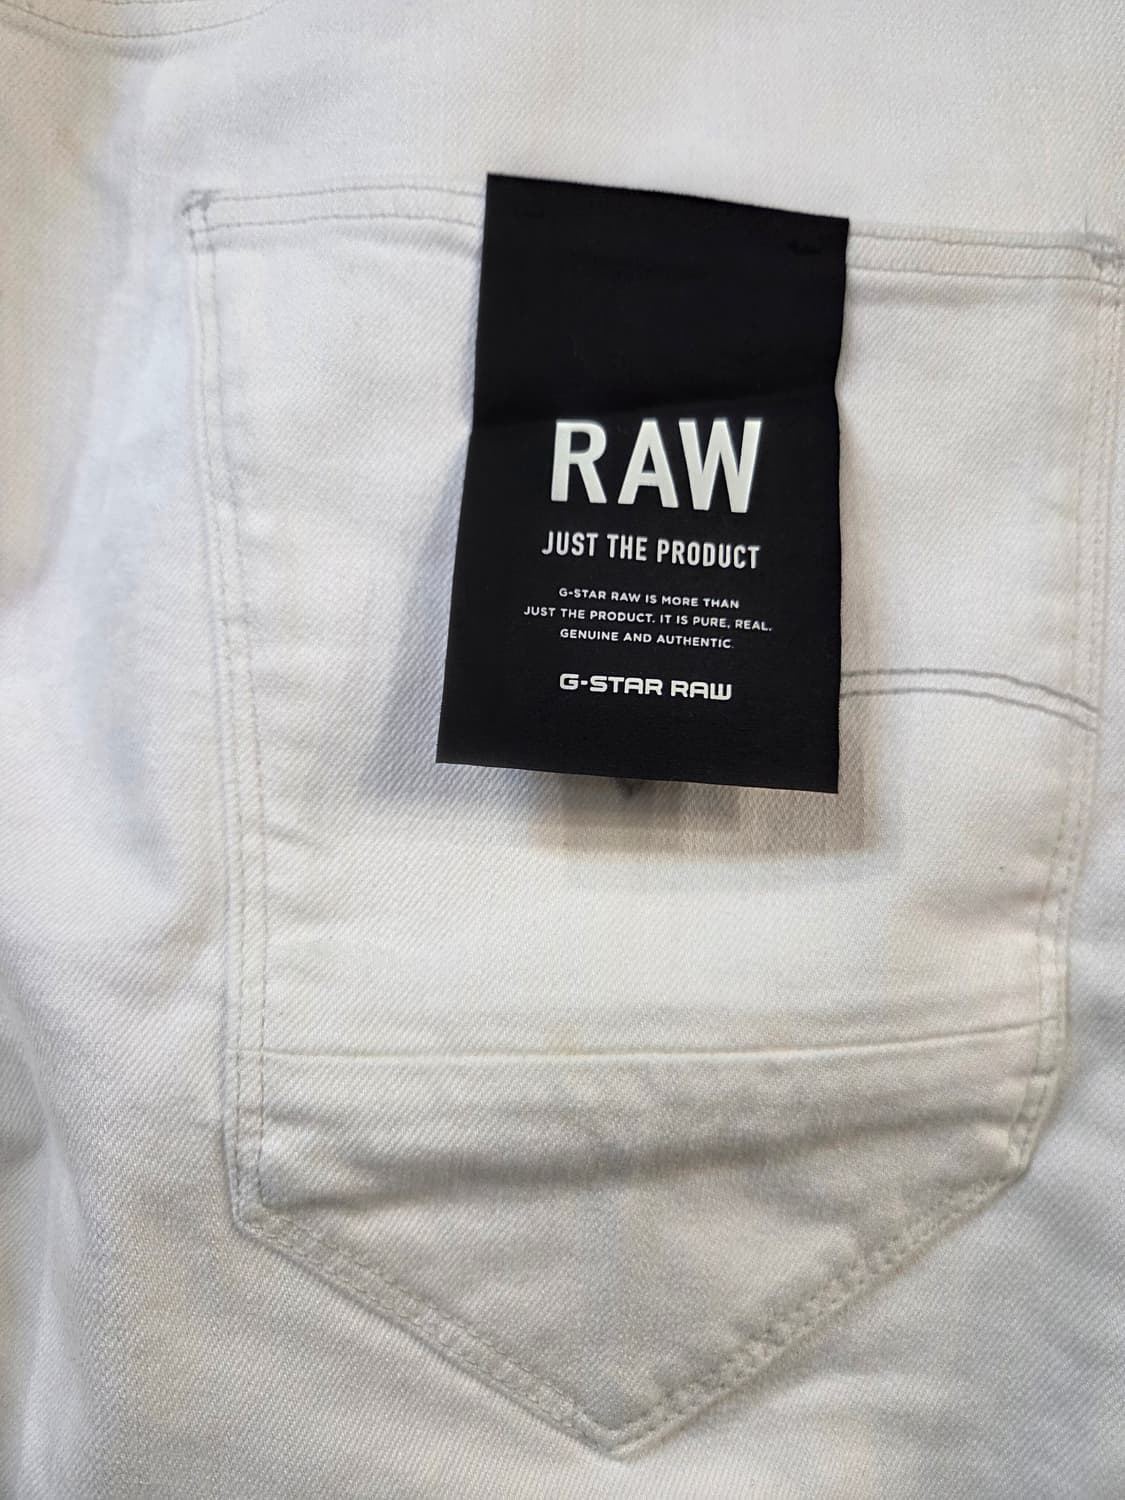 RAW
JUST THE PRODUCT
G-STAR RAW IS MORE THAN
JUST THE PRODUCT. IT IS PURE, REAL.
GENUINE AND AUTHENTIC.
G-STAR RAW